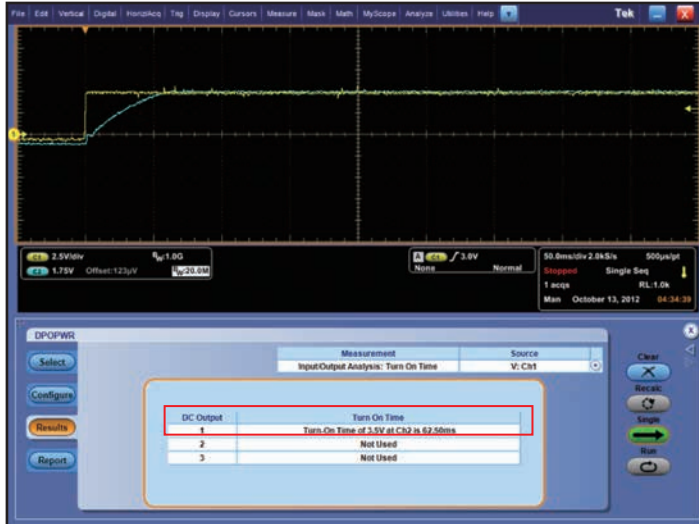 File Edit Vertical Digital Horiz/Acq Trig Display Cursors Measure Mask Math MyScope Analyze Utilities Help Tek
1
C1 2.5V/div BW:1.0G
C2 1.75V Offset:123µV BW:20.0M
A C1 3.0V
None Normal
50.0ms/div 2.0kS/s 500µs/pt
Stopped Single Seq
1 acqs RL:1.0k
Man October 13, 2012 04:34:39
DPOPWR
Select
Configure
Results
Report
Measurement Source
Input/Output Analysis: Turn On Time V: Ch1
DC Output Turn On Time
1 Turn-On Time of 3.5V at Ch2 is 62.50ms
2 Not Used
3 Not Used
Clear
Recalc
Single
Run